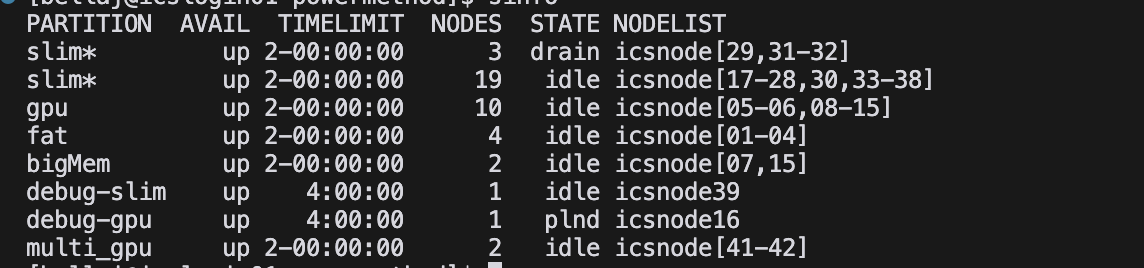 PARTITION AVAIL TIMELIMIT NODES STATE NODELIST
slim* up 2-00:00:00 3 drain icsnode[29,31-32]
slim* up 2-00:00:00 19 idle icsnode[17-28,30,33-38]
gpu up 2-00:00:00 10 idle icsnode[05-06,08-15]
fat up 2-00:00:00 4 idle icsnode[01-04]
bigMem up 2-00:00:00 2 idle icsnode[07,15]
debug-slim up 4:00:00 1 idle icsnode39
debug-gpu up 4:00:00 1 plnd icsnode16
multi_gpu up 2-00:00:00 2 idle icsnode[41-42]